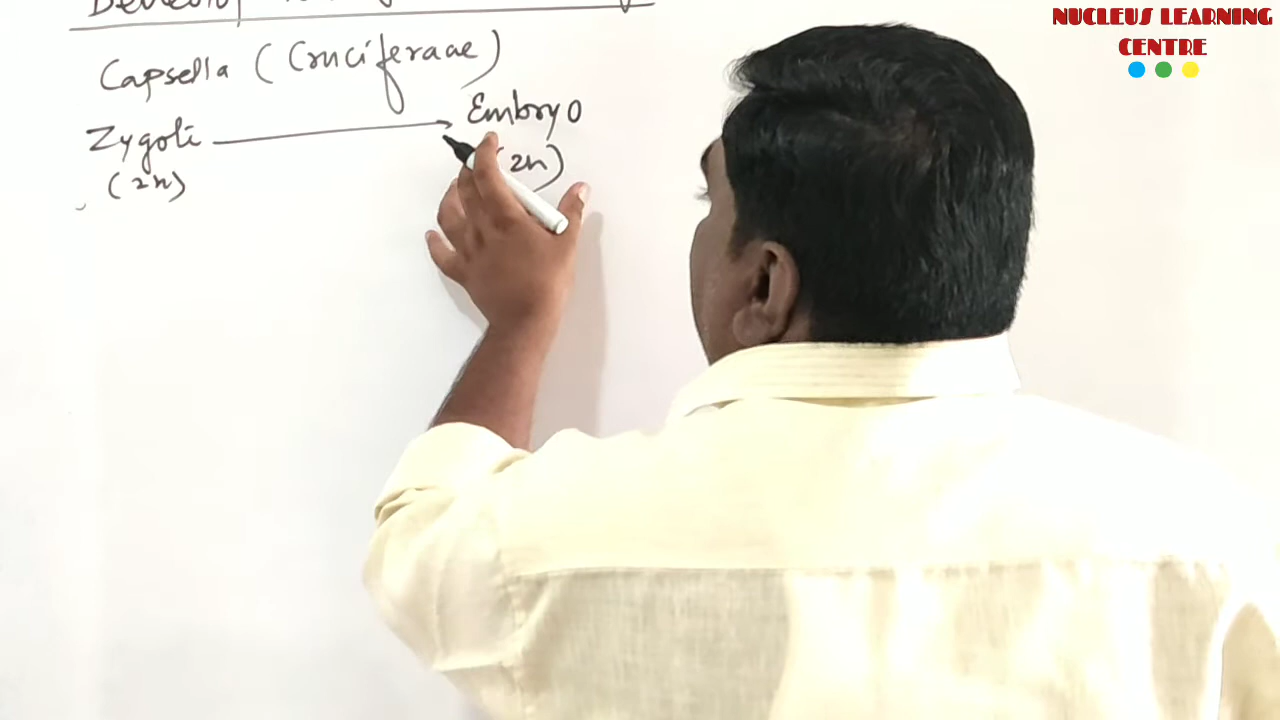 NUCLEUS LEARNING
CENTRE
Capsella (Cruciferaae)
Zygote → Embryo
(2n) (2n)